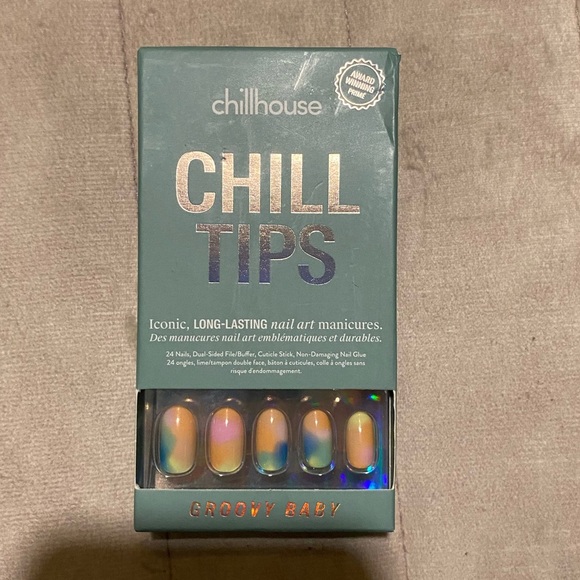 chillhouse
AWARD
WINNING
PRIME
CHILL
TIPS
Iconic, LONG-LASTING nail art manicures.
Des manucures nail art emblématiques et durables.
24 Nails, Dual-Sided File/Buffer, Cuticle Stick, Non-Damaging Nail Glue
24 ongles, lime/tampon double face, bâton à cuticules, colle à ongles sans
risque d'endommagement.
GROOVY BABY